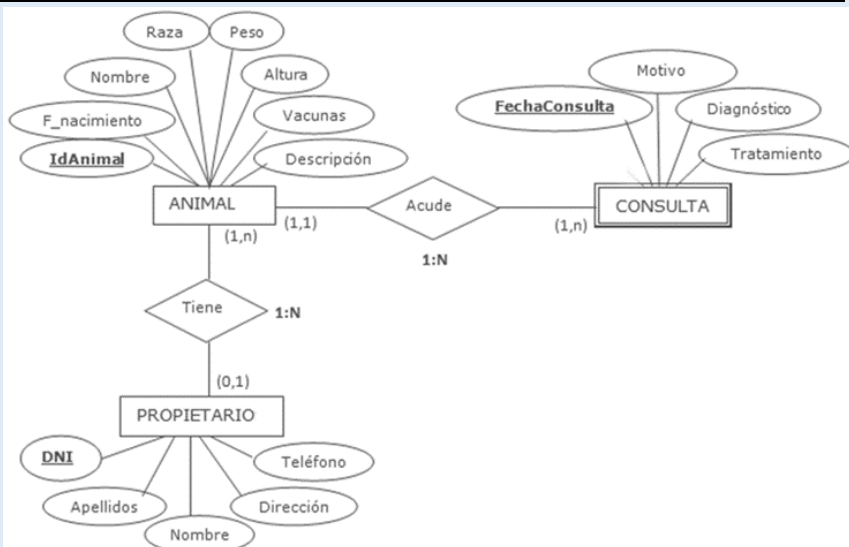 Raza
Peso
Nombre
Altura
F_nacimiento
Vacunas
IdAnimal
Descripción
ANIMAL
(1,n)
(1,1)
Acude
1:N
Motivo
FechaConsulta
Diagnóstico
Tratamiento
CONSULTA
(1,n)
Tiene
1:N
(0,1)
PROPIETARIO
DNI
Teléfono
Apellidos
Dirección
Nombre